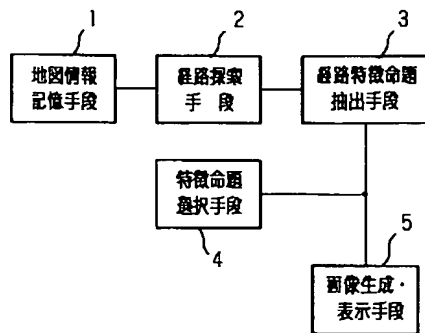 1
地図情報
記憶手段
2
経路探索
手 段
3
経路特徴命題
抽出手段
特徴命題
選択手段
4
5
画像生成・
表示手段